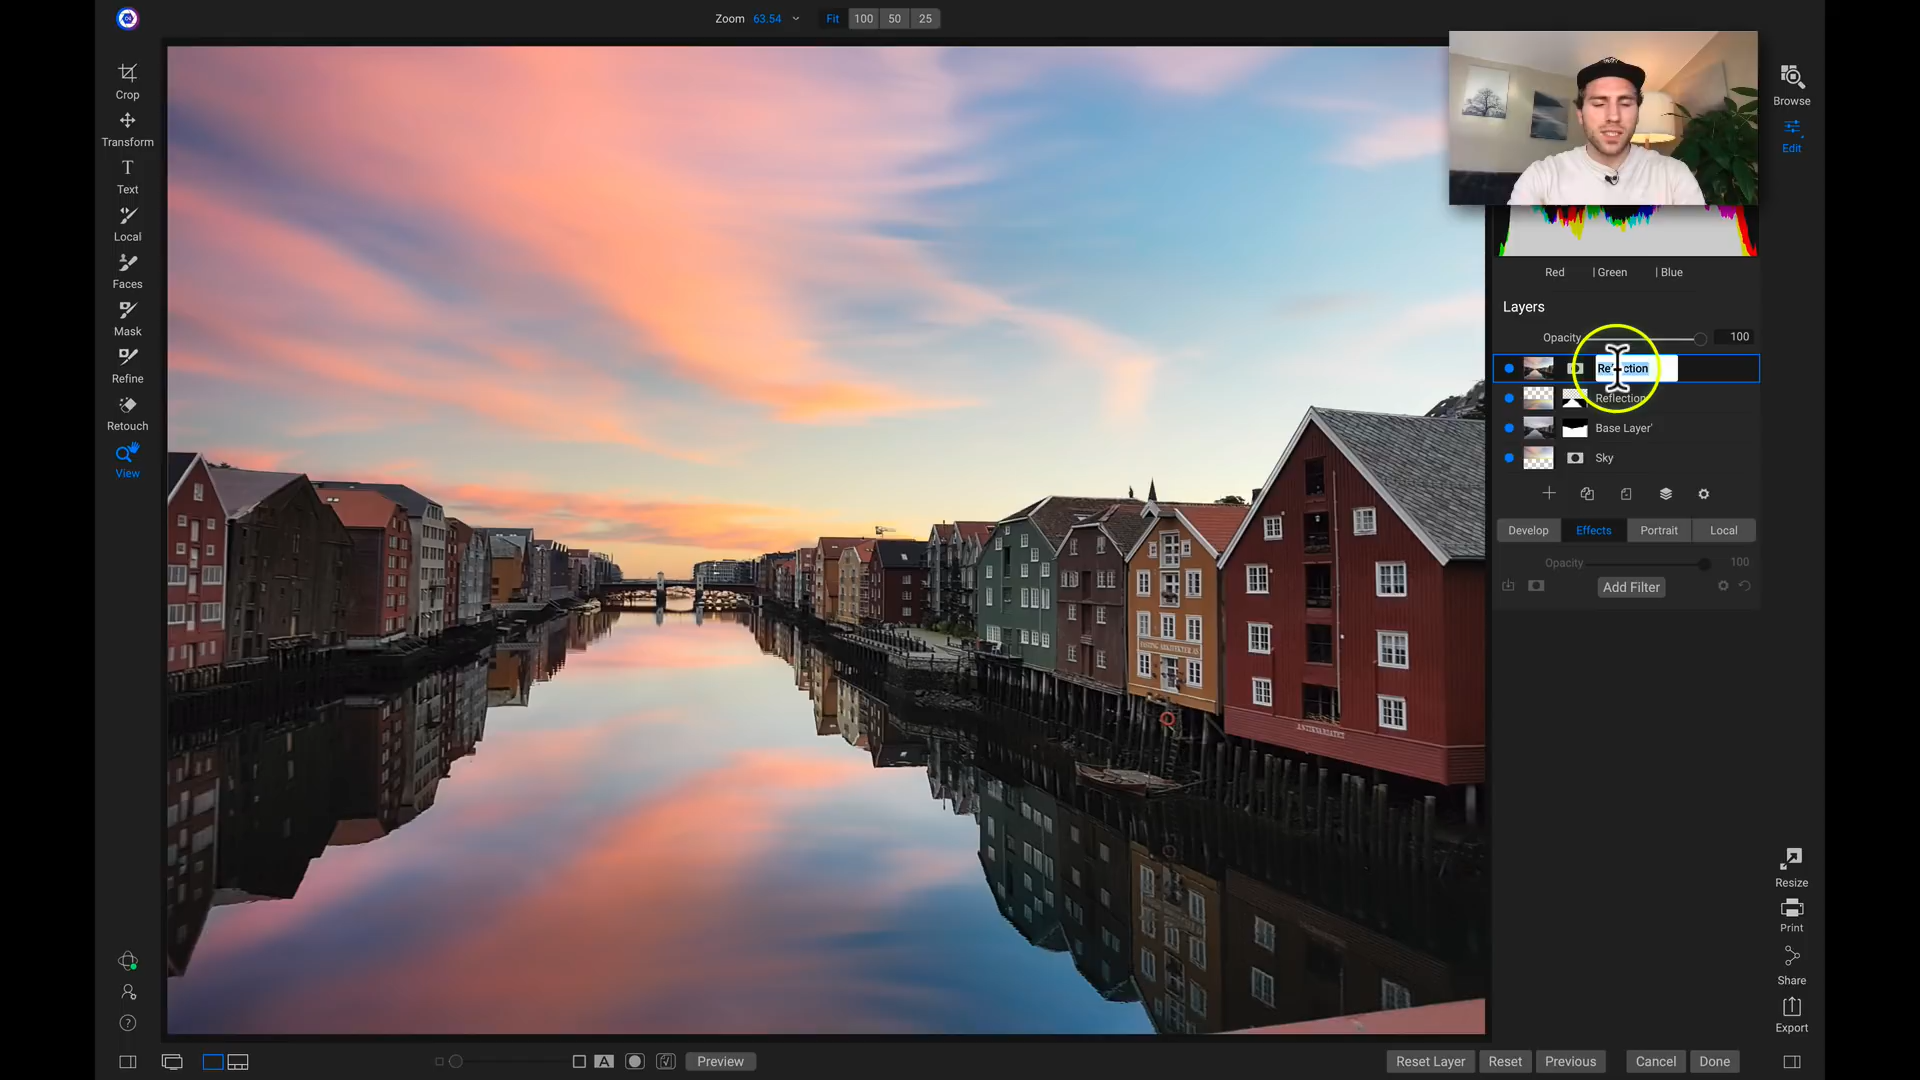 Zoom 63.54 Fit 100 50 25
Crop
Transform
Text
Local
Faces
Mask
Refine
Retouch
View
Browse
Edit
Red | Green | Blue
Layers
Opacity 100
Reflection
Reflection
Base Layer'
Sky
Develop Effects Portrait Local
Opacity 100
Add Filter
ANTIKVARIATET
Resize
Print
Share
Export
A Preview Reset Layer Reset Previous Cancel Done